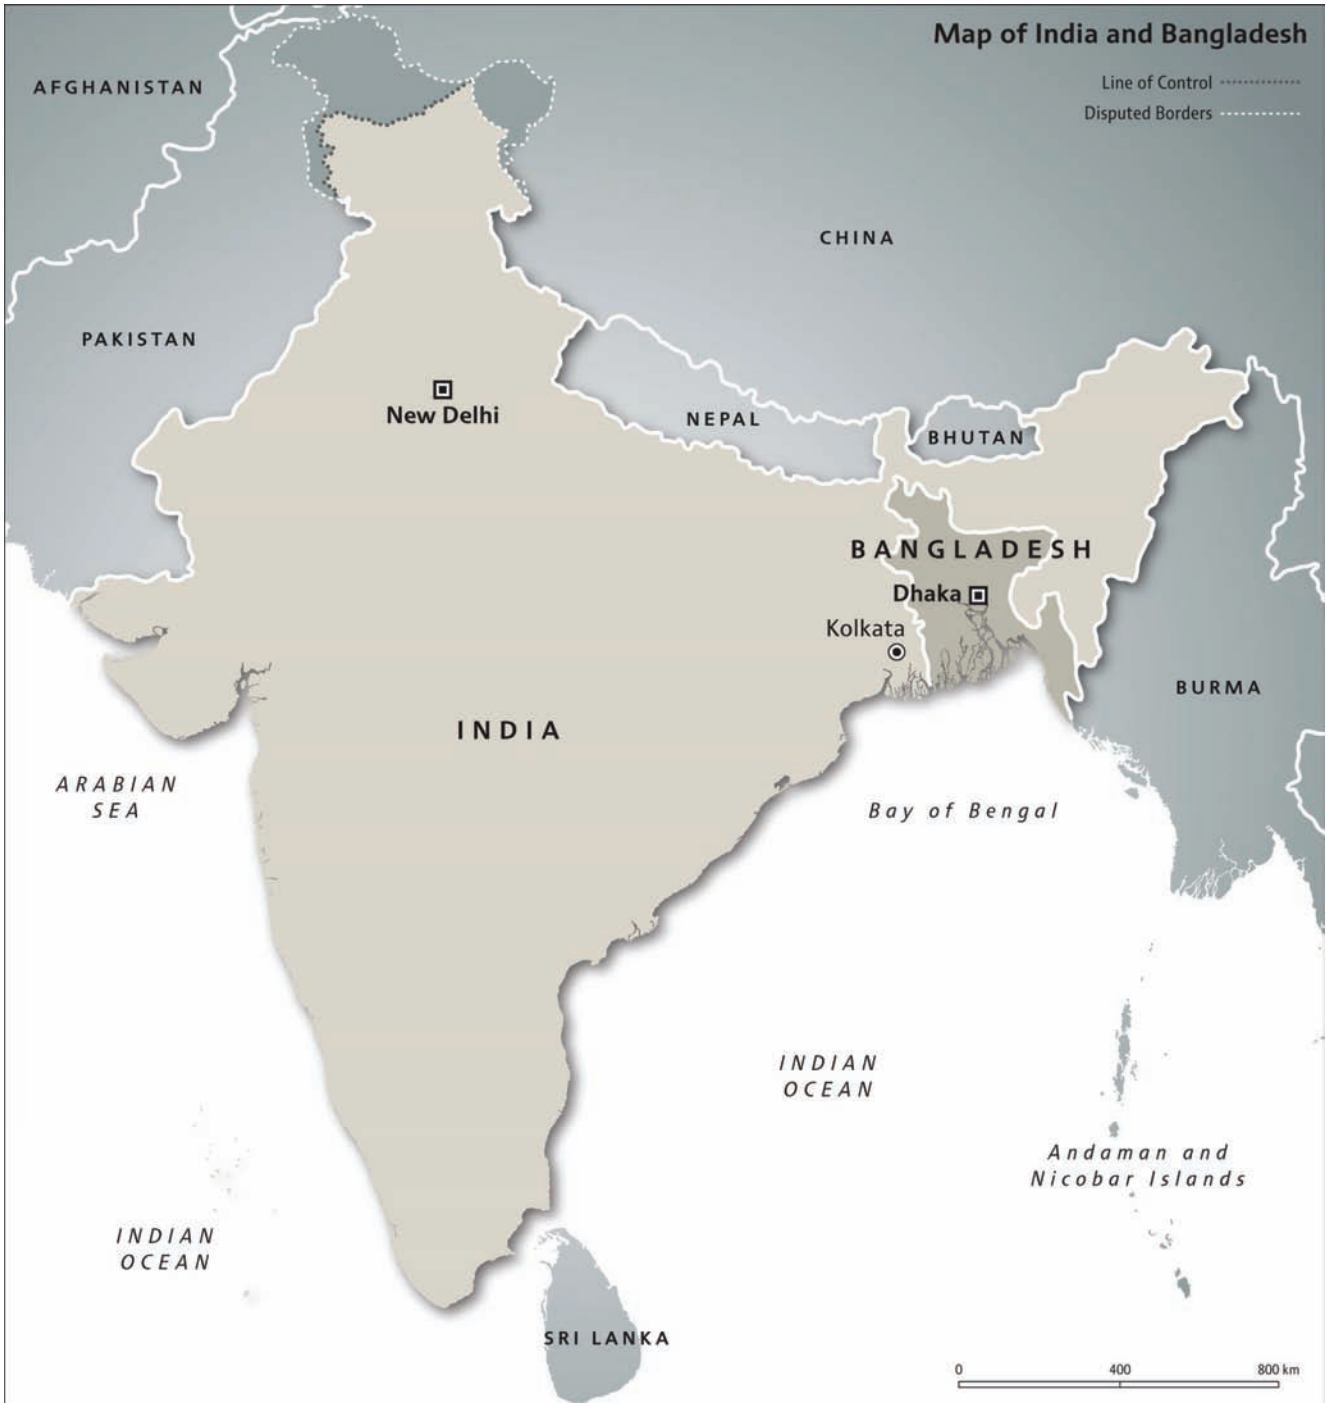 Map of India and Bangladesh
Line of Control
Disputed Borders
AFGHANISTAN
CHINA
PAKISTAN
New Delhi
NEPAL
BHUTAN
BANGLADESH
Dhaka
Kolkata
BURMA
INDIA
ARABIAN
SEA
Bay of Bengal
INDIAN
OCEAN
Andaman and
Nicobar Islands
INDIAN
OCEAN
SRI LANKA
0 400 800 km